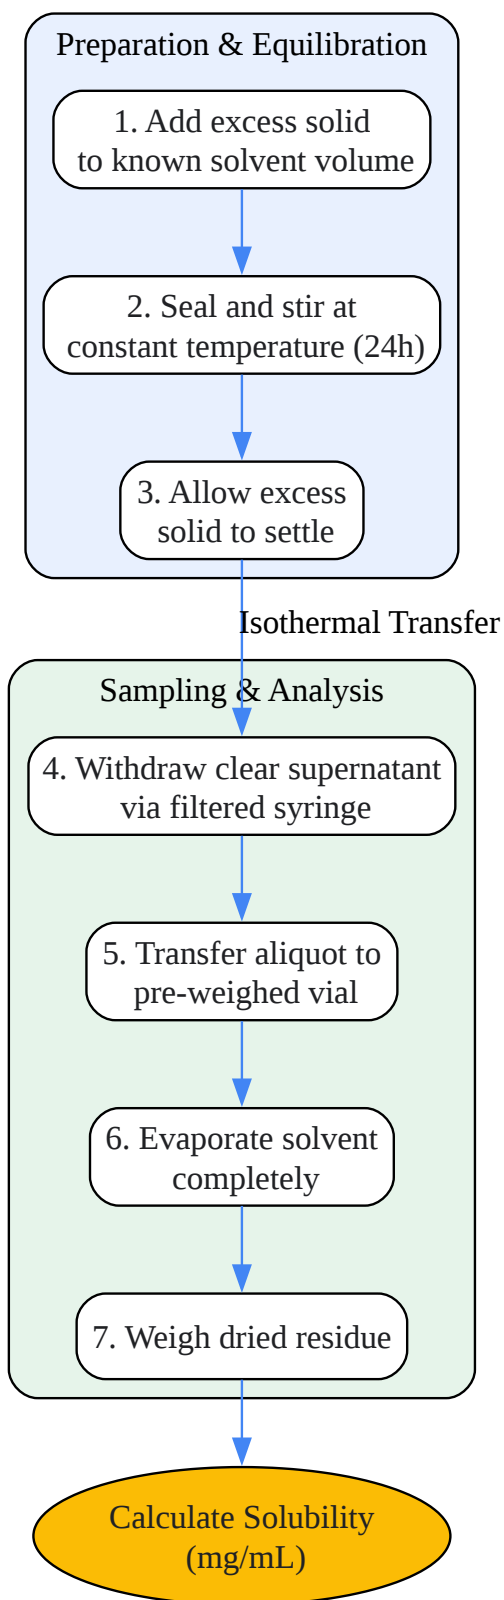 Preparation & Equilibration
1. Add excess solid
to known solvent volume
2. Seal and stir at
constant temperature (24h)
3. Allow excess
solid to settle
Isothermal Transfer
Sampling & Analysis
4. Withdraw clear supernatant
via filtered syringe
5. Transfer aliquot to
pre-weighed vial
6. Evaporate solvent
completely
7. Weigh dried residue
Calculate Solubility
(mg/mL)